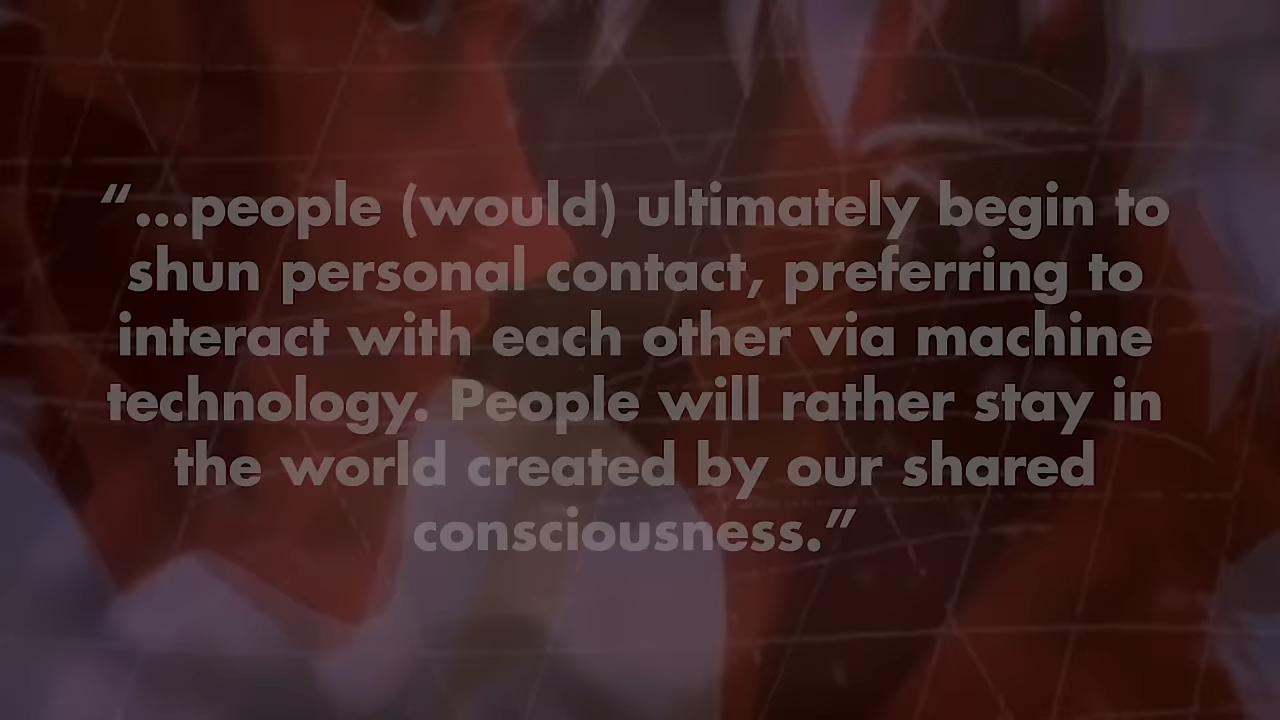 “...people (would) ultimately begin to
shun personal contact, preferring to
interact with each other via machine
technology. People will rather stay in
the world created by our shared
consciousness.”